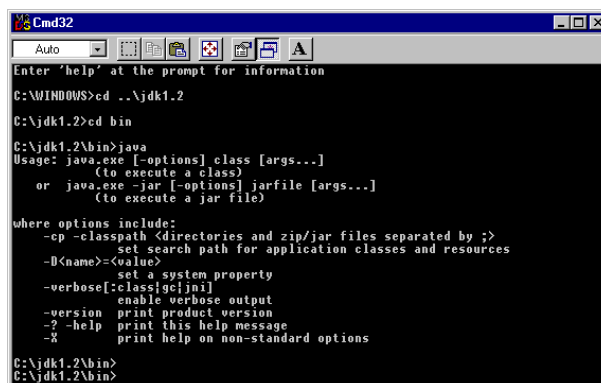 Cmd32
Auto
A
Enter 'help' at the prompt for information
C:\WINDOWS>cd ..\jdk1.2
C:\jdk1.2>cd bin
C:\jdk1.2\bin>java
Usage: java.exe [-options] class [args...]
(to execute a class)
or java.exe -jar [-options] jarfile [args...]
(to execute a jar file)
where options include:
-cp -classpath <directories and zip/jar files separated by ;>
set search path for application classes and resources
-D<name>=<value>
set a system property
-verbose[:class¦gc¦jni]
enable verbose output
-version print product version
-? -help print this help message
-X print help on non-standard options
C:\jdk1.2\bin>
C:\jdk1.2\bin>